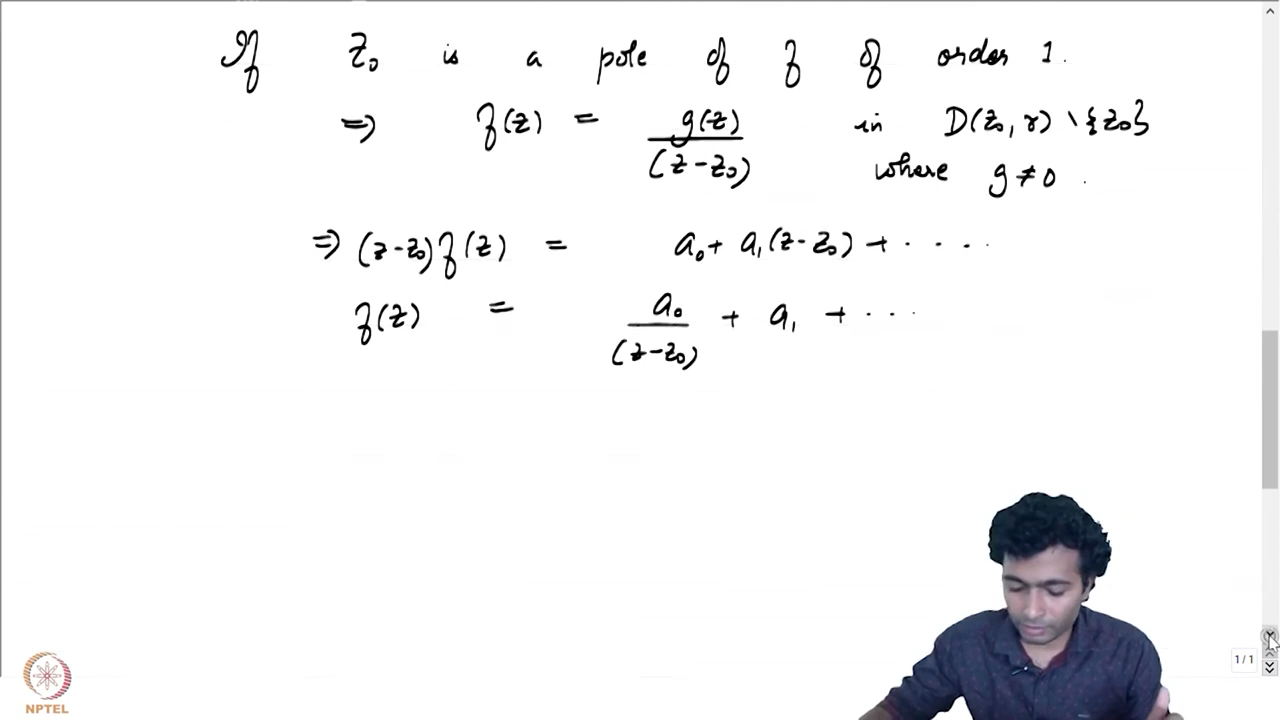 If z₀ is a pole of f of order 1.
⇒ f(z) = g(z)/(z-z₀) in D(z₀, r) \ {z₀}
where g ≠ 0.
⇒ (z-z₀)f(z) = a₀ + a₁(z-z₀) + .....
f(z) = a₀/(z-z₀) + a₁ + ....
1/1
NPTEL